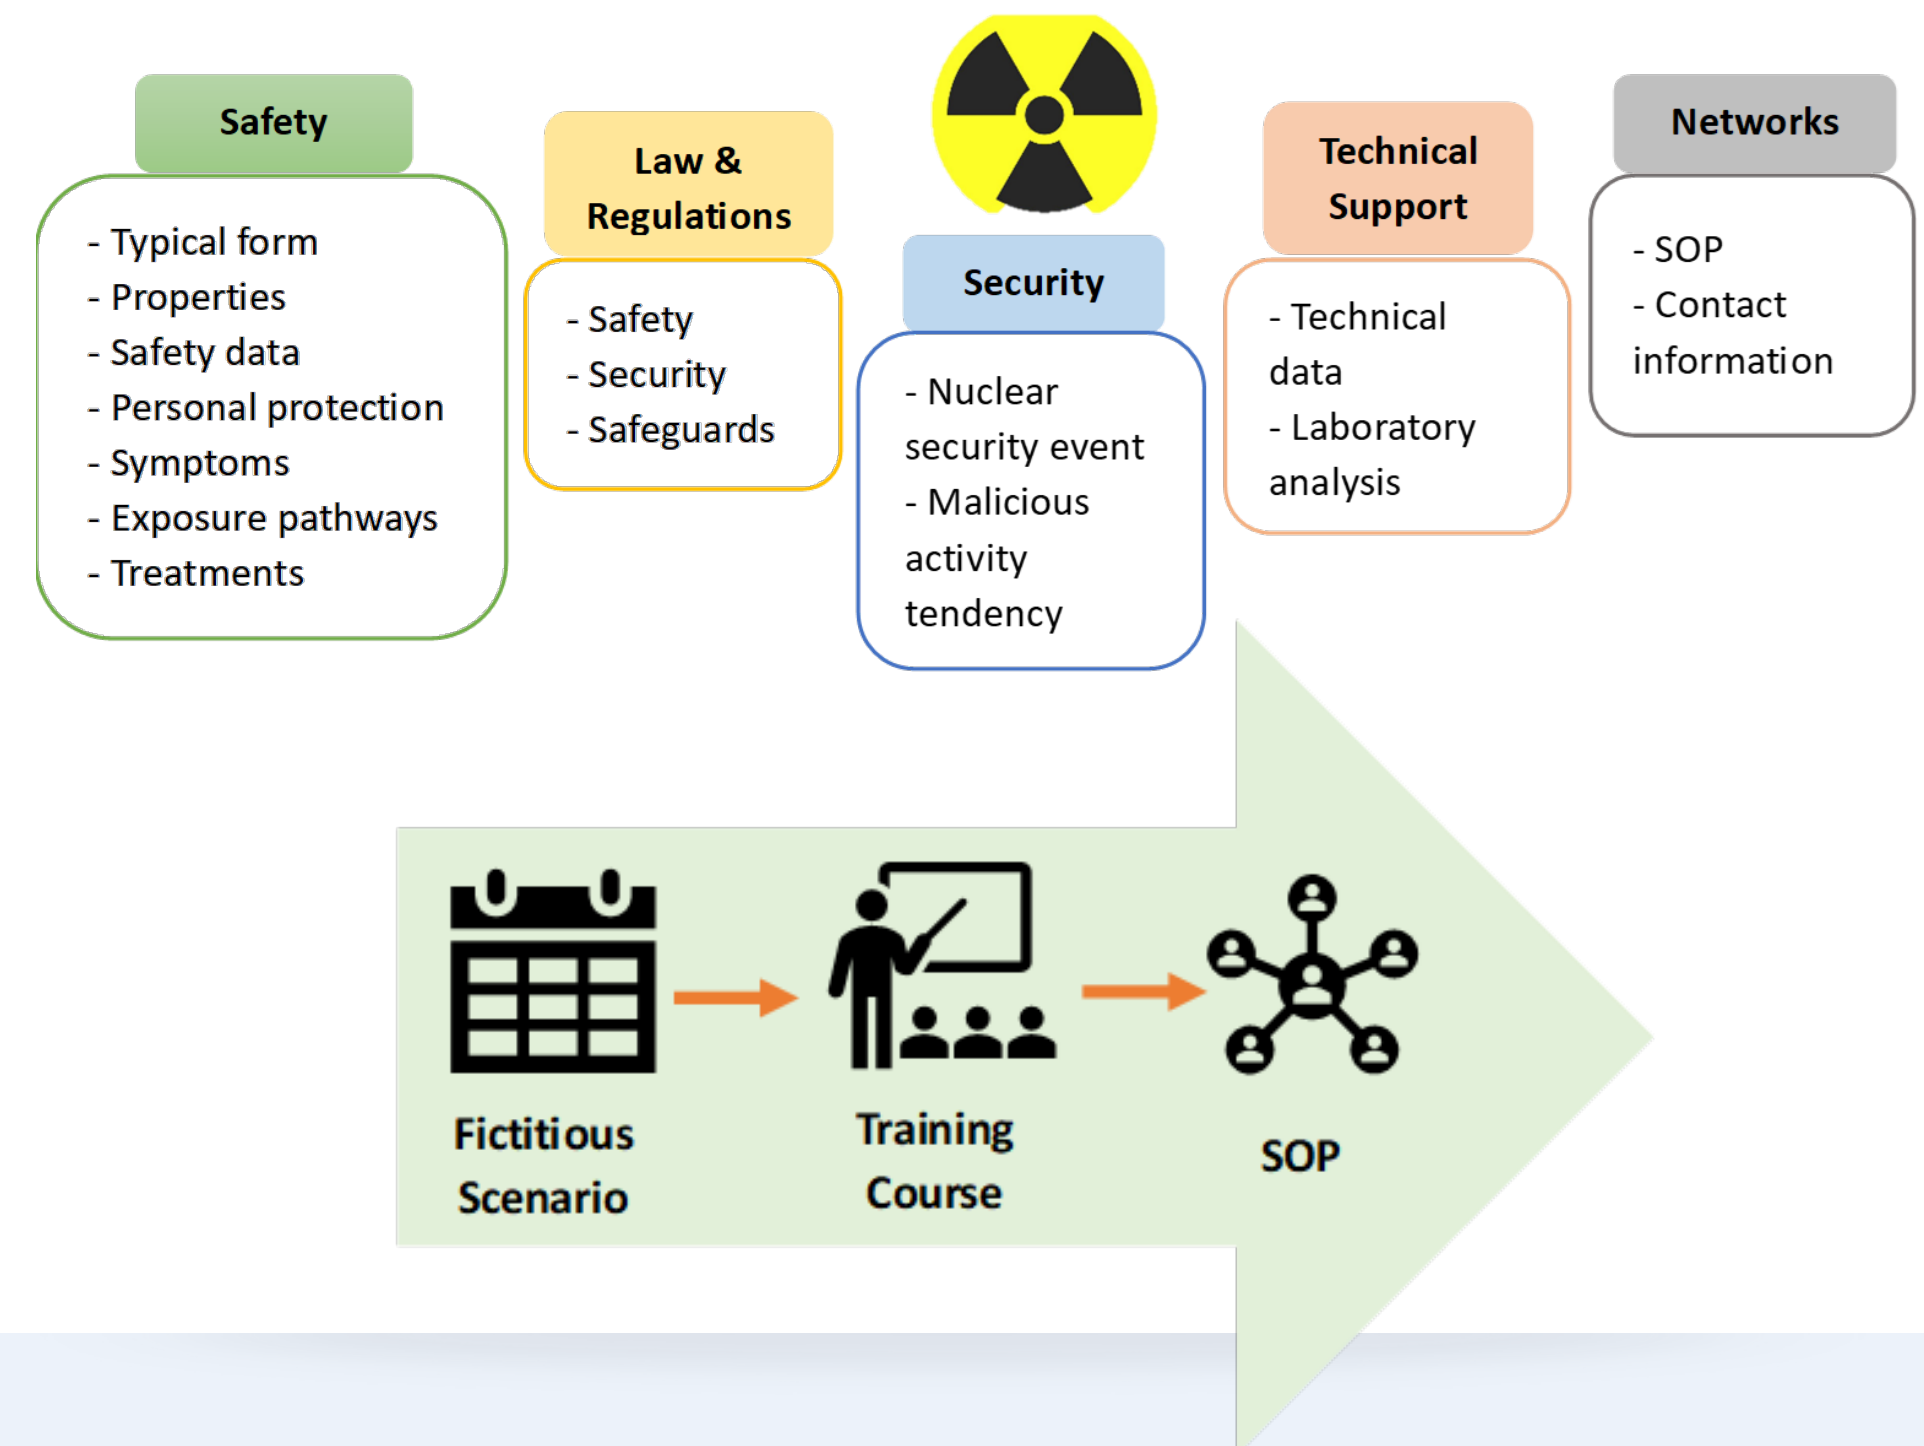 Safety
- Typical form
- Properties
- Safety data
- Personal protection
- Symptoms
- Exposure pathways
- Treatments
Law &
Regulations
- Safety
- Security
- Safeguards
Security
- Nuclear
security event
- Malicious
activity
tendency
Technical
Support
- Technical
data
- Laboratory
analysis
Networks
- SOP
- Contact
information
Fictitious
Scenario
Training
Course
SOP